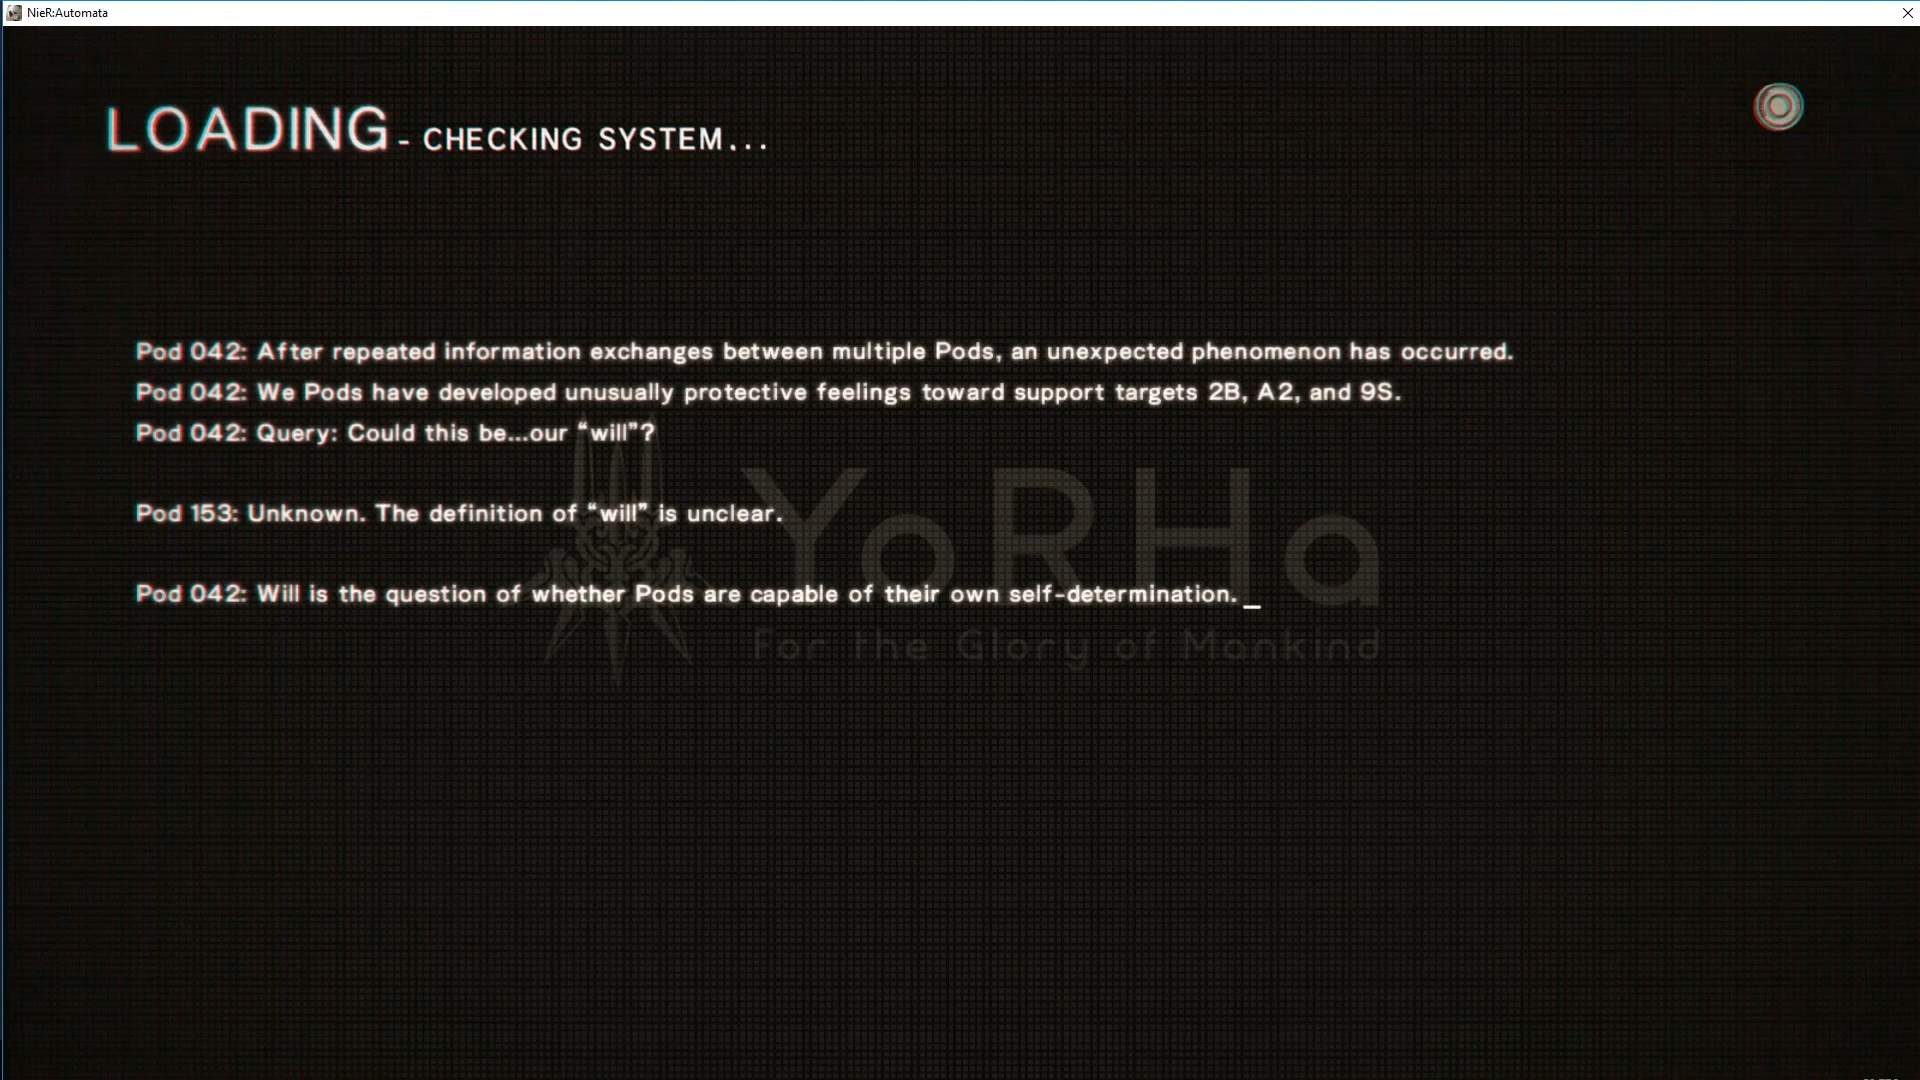 NieR:Automata
LOADING - CHECKING SYSTEM...
Pod 042: After repeated information exchanges between multiple Pods, an unexpected phenomenon has occurred.
Pod 042: We Pods have developed unusually protective feelings toward support targets 2B, A2, and 9S.
Pod 042: Query: Could this be...our “will”?
Pod 153: Unknown. The definition of “will” is unclear.
Pod 042: Will is the question of whether Pods are capable of their own self-determination._
YoRHa
For the Glory of Mankind